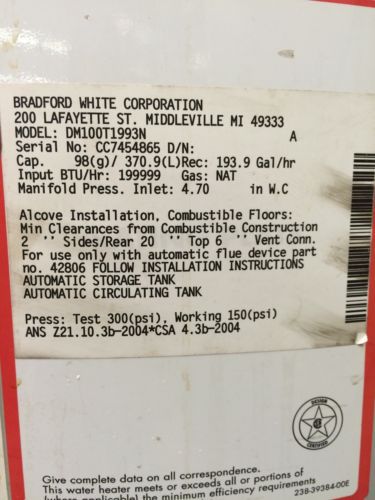 BRADFORD WHITE CORPORATION
200 LAFAYETTE ST. MIDDLEVILLE MI 49333
MODEL: DM100T1993N A
Serial No: CC7454865 D/N:
Cap. 98(g)/ 370.9(L)Rec: 193.9 Gal/hr
Input BTU/Hr: 199999 Gas: NAT
Manifold Press. Inlet: 4.70 in W.C
Alcove Installation, Combustible Floors:
Min Clearances from Combustible Construction
2 '' Sides/Rear 20 '' Top 6 '' Vent Conn.
For use only with automatic flue device part
no. 42806 FOLLOW INSTALLATION INSTRUCTIONS
AUTOMATIC STORAGE TANK
AUTOMATIC CIRCULATING TANK
Press: Test 300(psi), Working 150(psi)
ANS Z21.10.3b-2004*CSA 4.3b-2004
DESIGN
CERTIFIED
Give complete data on all correspondence.
This water heater meets or exceeds all or portions of
(where applicable) the minimum efficiency requirements
238-39384-00E